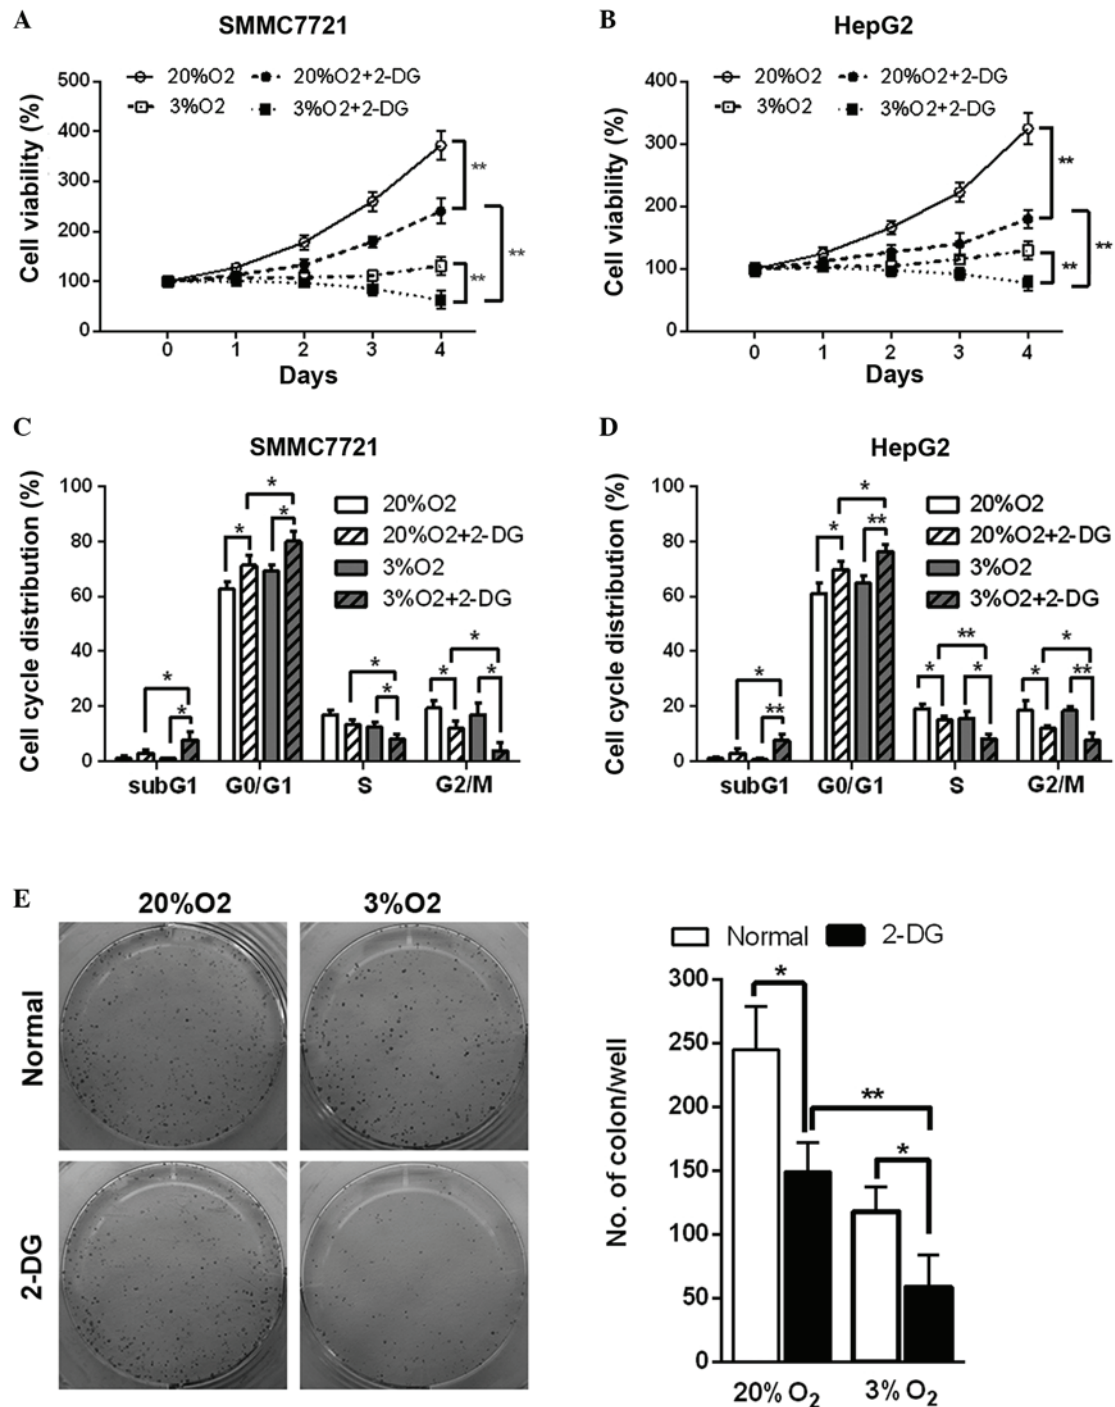 A
SMMC7721
500
400
300
200
100
0
Cell viability (%)
20%O2
20%O2+2-DG
3%O2
3%O2+2-DG
**
**
**
0 1 2 3 4
Days
B
HepG2
400
300
200
100
0
Cell viability (%)
20%O2
20%O2+2-DG
3%O2
3%O2+2-DG
**
**
**
0 1 2 3 4
Days
C
SMMC7721
100
80
60
40
20
0
Cell cycle distribution (%)
20%O2
20%O2+2-DG
3%O2
3%O2+2-DG
*
*
*
*
*
*
*
*
*
*
subG1 G0/G1 S G2/M
D
HepG2
100
80
60
40
20
0
Cell cycle distribution (%)
20%O2
20%O2+2-DG
3%O2
3%O2+2-DG
*
**
*
*
**
**
*
*
*
*
**
subG1 G0/G1 S G2/M
E
20%O2 3%O2
Normal
2-DG
Normal 2-DG
300
250
200
150
100
50
0
No. of colon/well
*
**
*
20% O2 3% O2